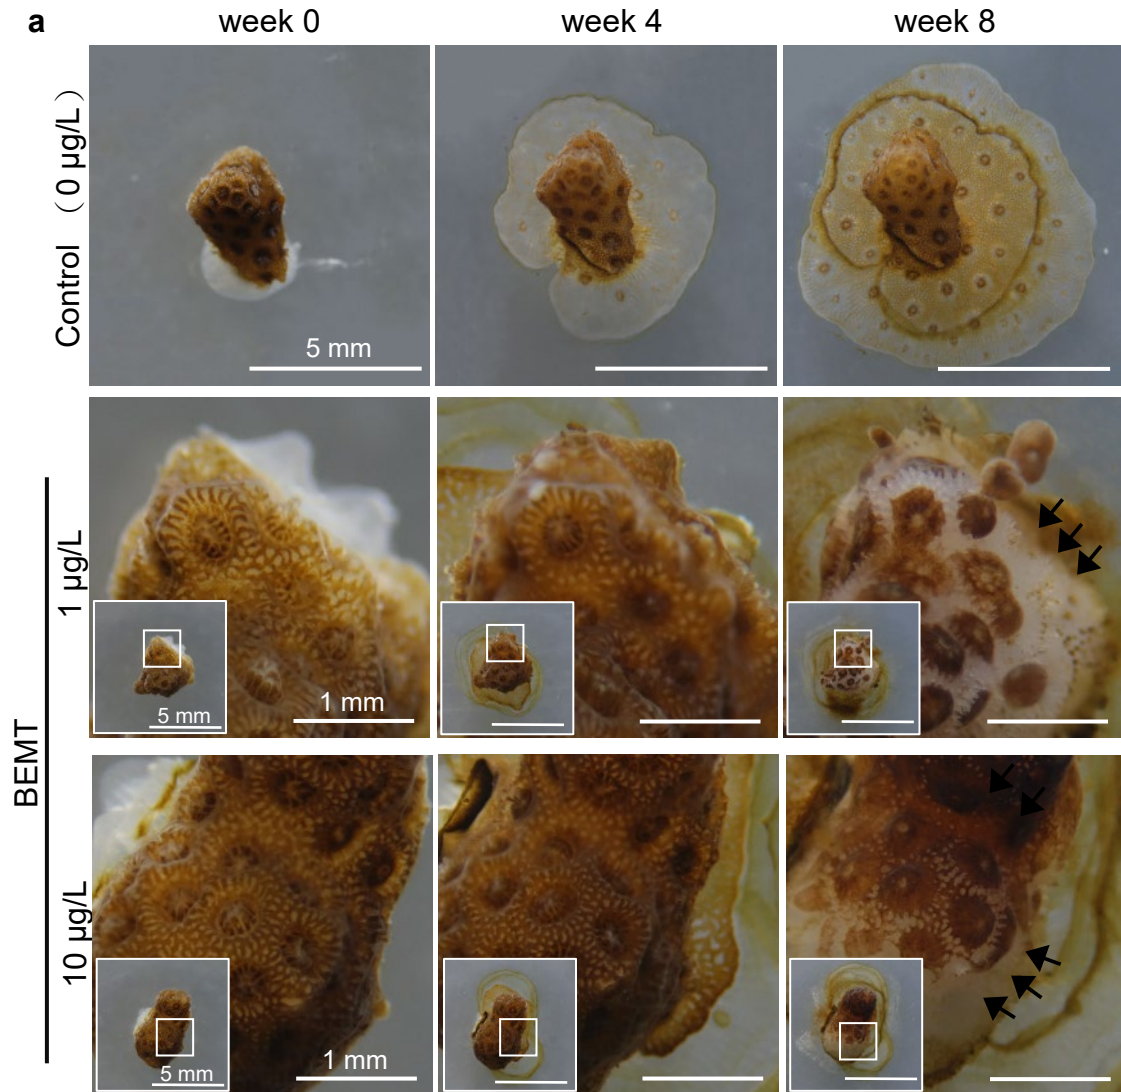 a
week 0
week 4
week 8
Control （0 µg/L）
5 mm
BEMT
1 µg/L
5 mm
1 mm
10 µg/L
5 mm
1 mm